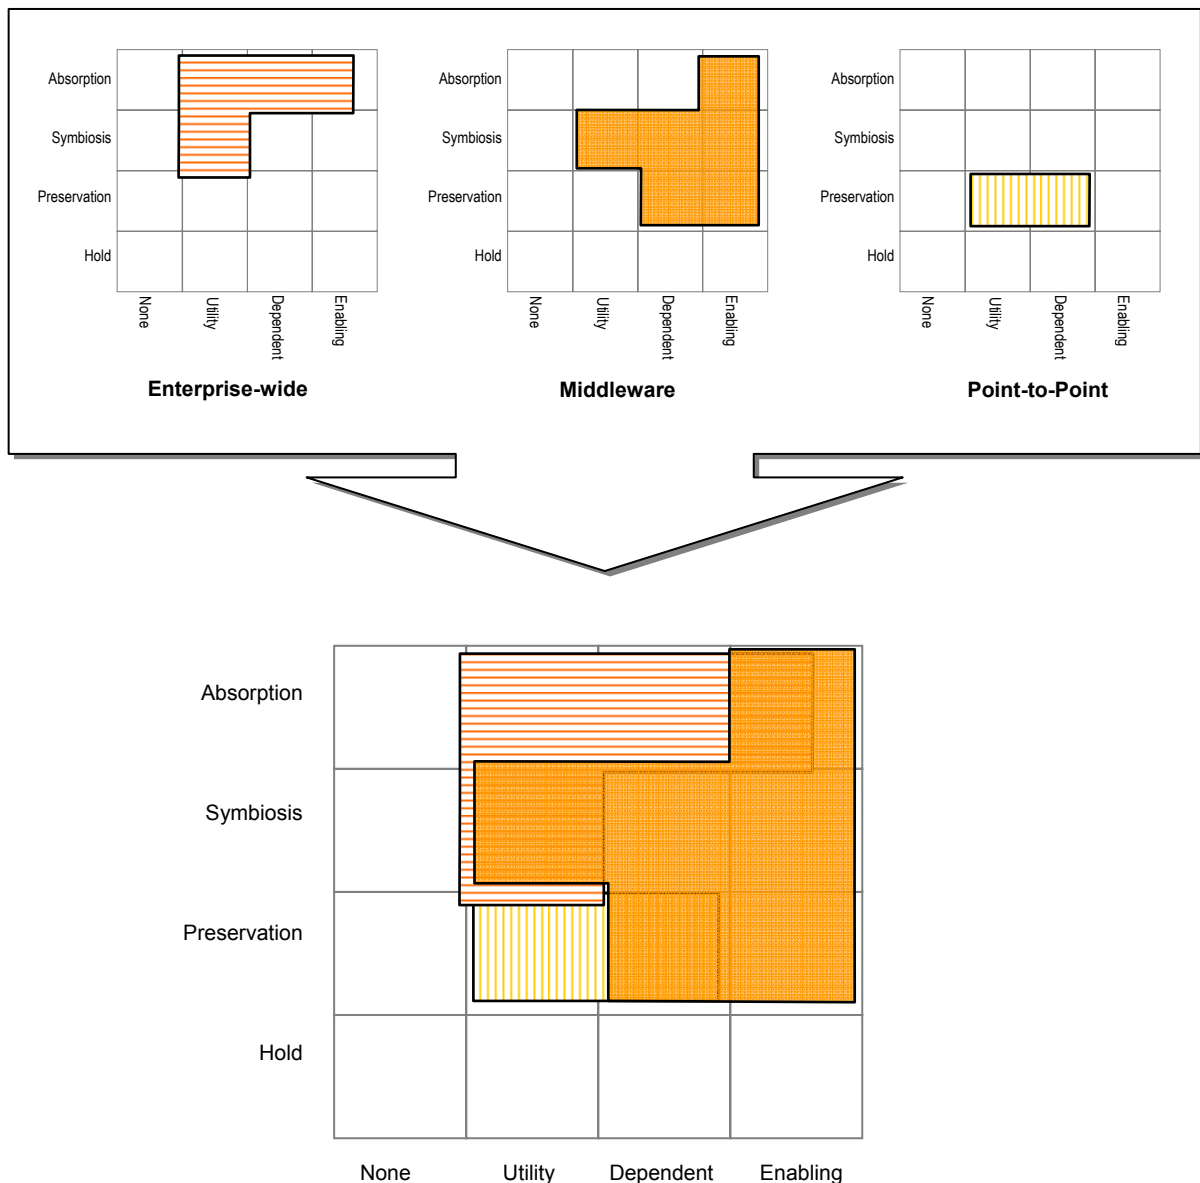 Absorption
Symbiosis
Preservation
Hold
None
Utility
Dependent
Enabling
Enterprise-wide
Absorption
Symbiosis
Preservation
Hold
None
Utility
Dependent
Enabling
Middleware
Absorption
Symbiosis
Preservation
Hold
None
Utility
Dependent
Enabling
Point-to-Point
Absorption
Symbiosis
Preservation
Hold
None Utility Dependent Enabling